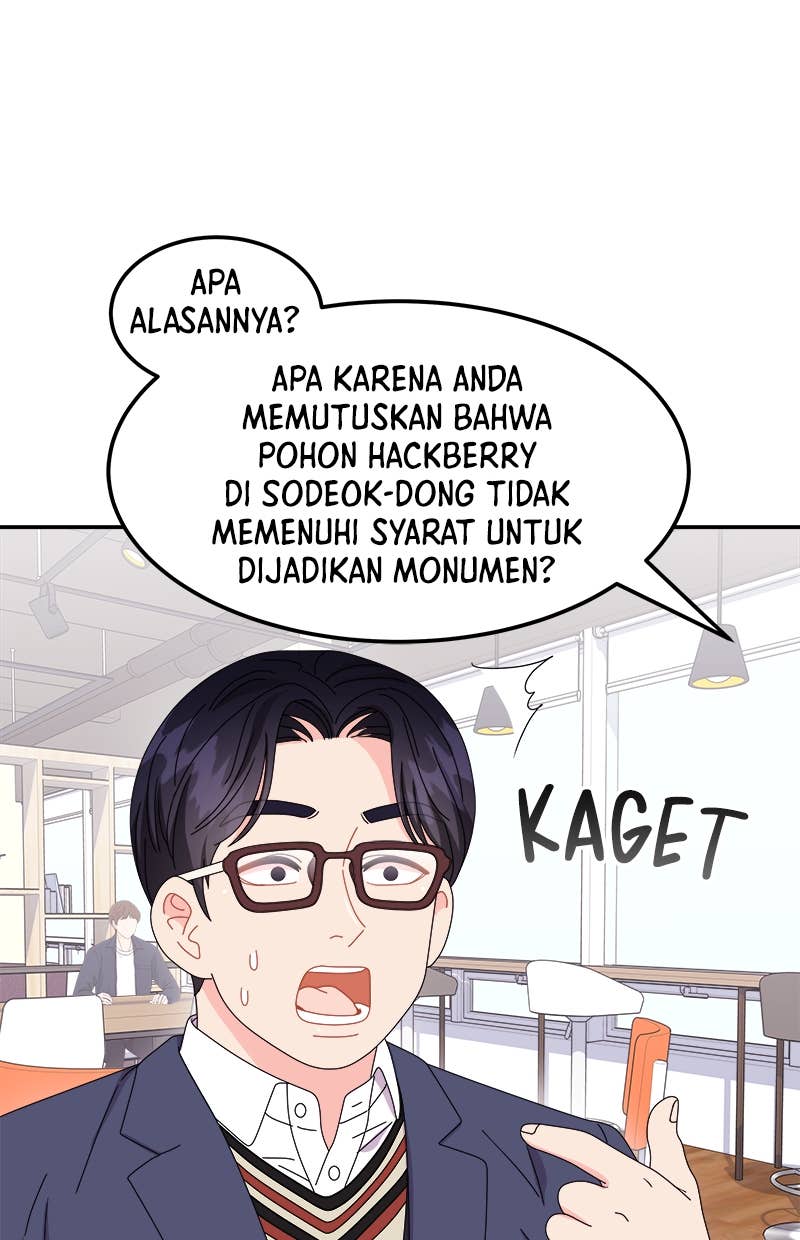 APA
ALASANNYA?
APA KARENA ANDA
MEMUTUSKAN BAHWA
POHON HACKBERRY
DI SODEOK-DONG TIDAK
MEMENUHI SYARAT UNTUK
DIJADIKAN MONUMEN?
KAGET